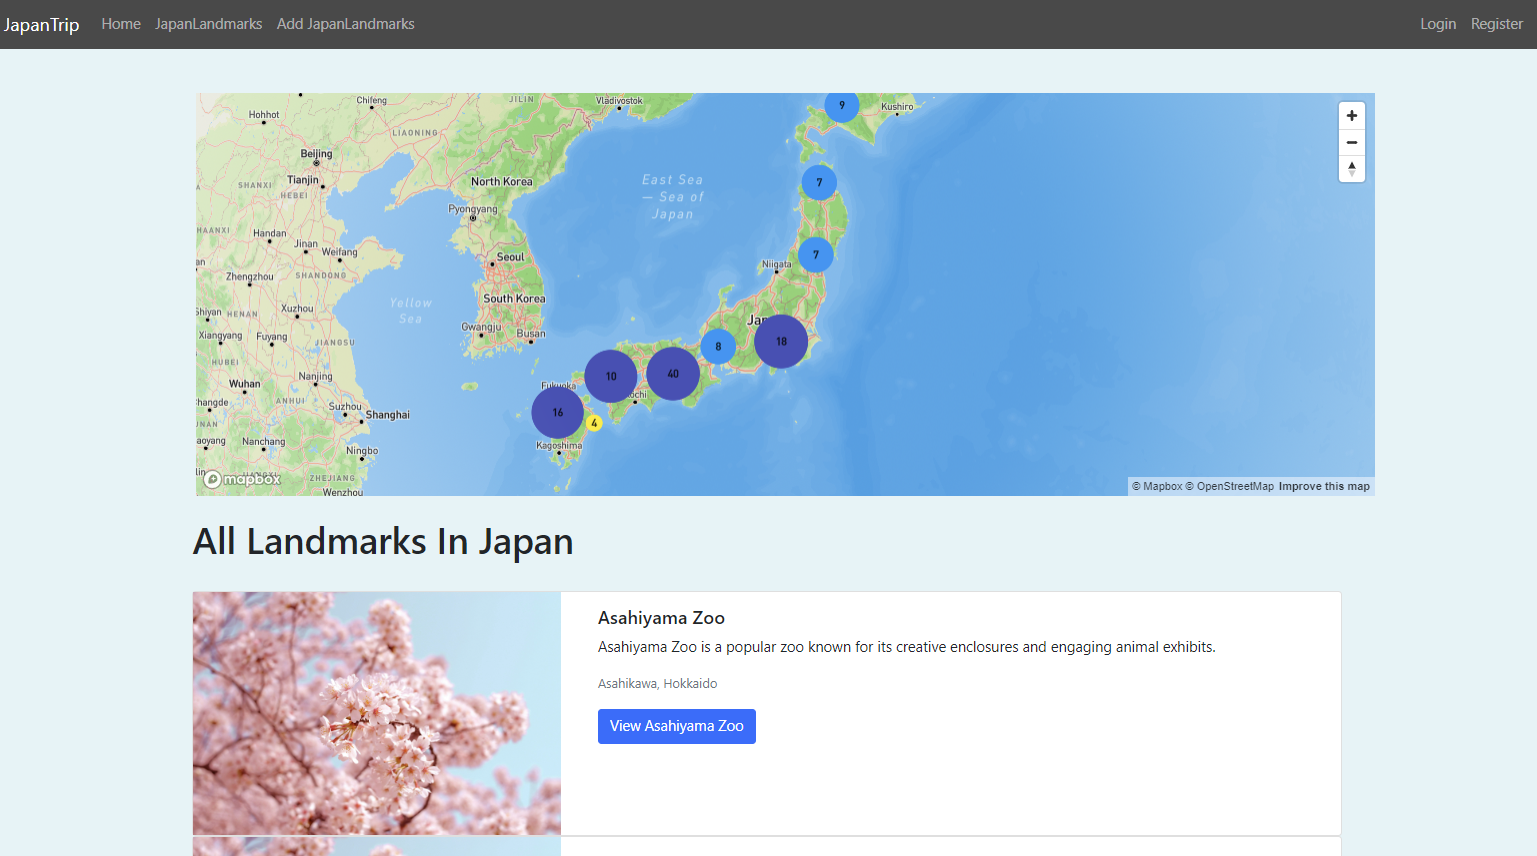 JapanTrip Home JapanLandmarks Add JapanLandmarks Login Register
Chifeng
JILIN
Vladivostok
9
Kushiro
Hohhot
LIAONING
Beijing
Tianjin
SHANXI
HEBEI
North Korea
East Sea
— Sea of
Japan
7
Pyongyang
HAANXI
Handan
Jinan
Weifang
Seoul
7
Niigata
Zhengzhou
SHANDONG
South Korea
Yellow
Sea
HENAN
Xuzhou
Gwangju
Busan
18
Xiangyang
Fuyang
JIANGSU
8
HUBEI
Nanjing
10
40
Wuhan
ANHUI
Suzhou
Shanghai
16
4
Nanchang
Ningbo
Kagoshima
mapbox
ZHEJIANG
Wenzhou
© Mapbox © OpenStreetMap Improve this map
All Landmarks In Japan
Asahiyama Zoo
Asahiyama Zoo is a popular zoo known for its creative enclosures and engaging animal exhibits.
Asahikawa, Hokkaido
View Asahiyama Zoo